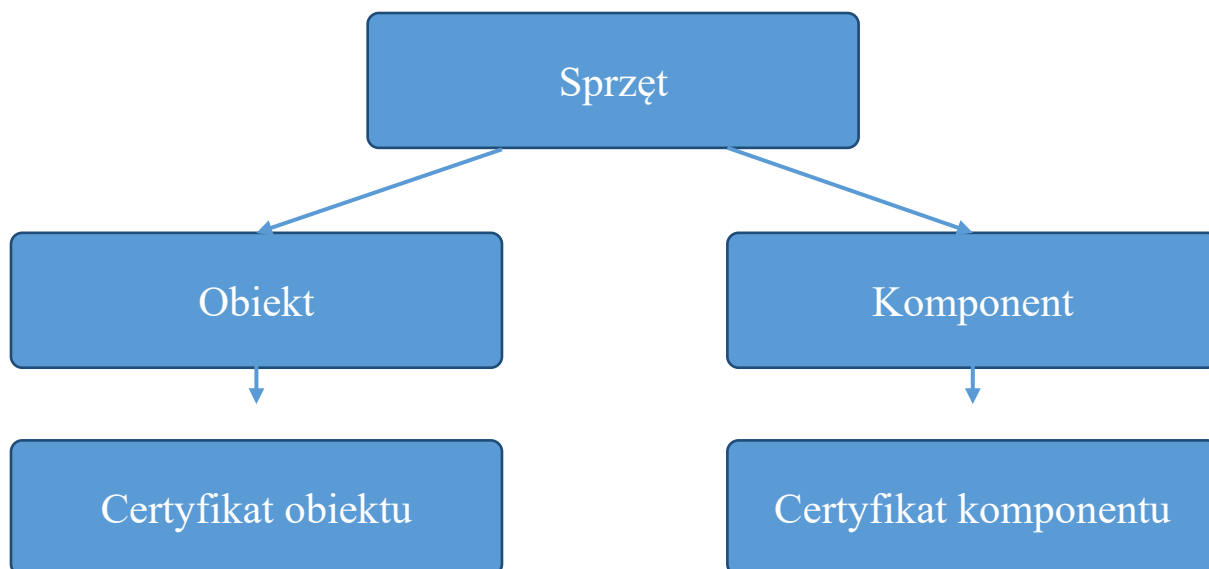 Sprzęt
Obiekt
Komponent
Certyfikat obiektu
Certyfikat komponentu